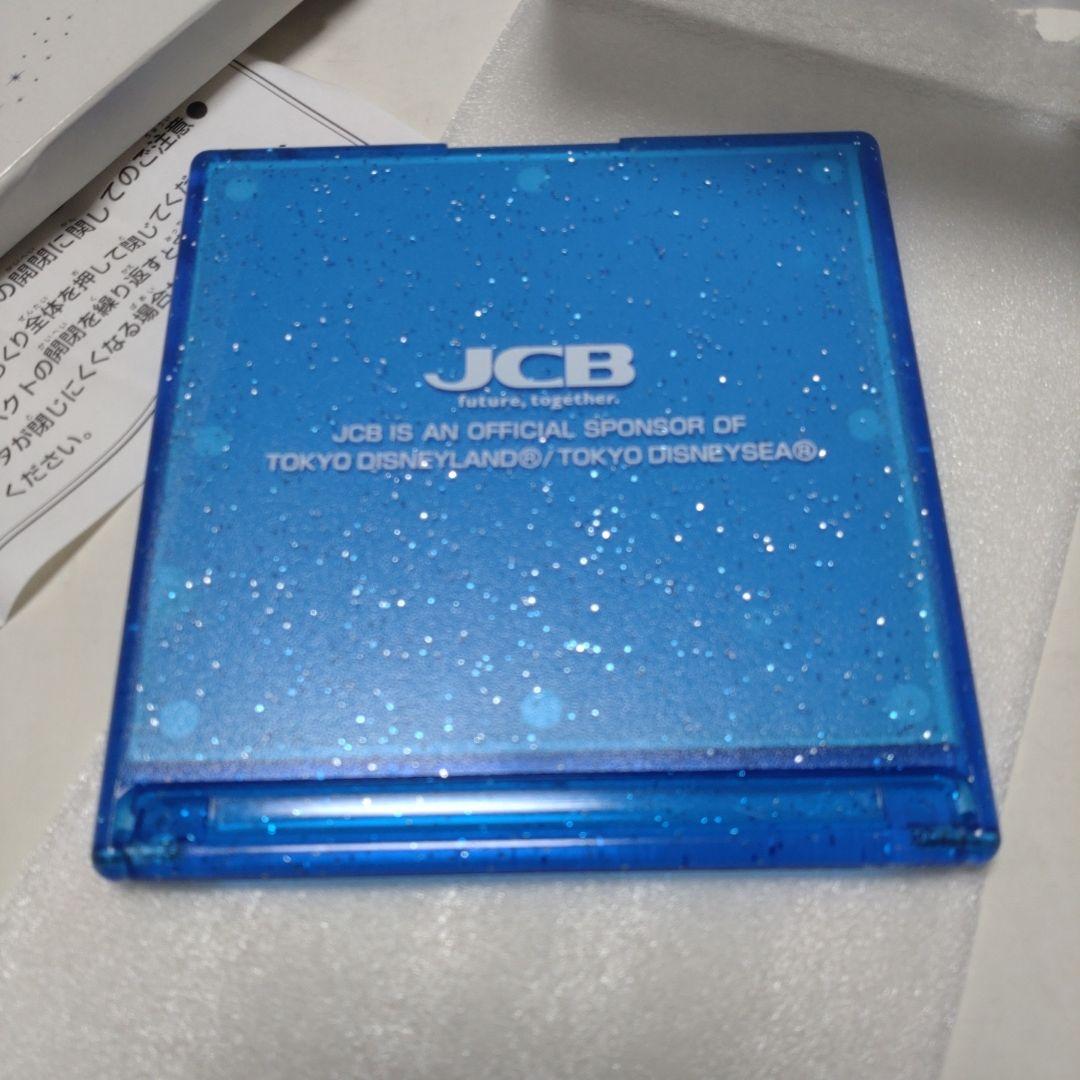 JCB
future, together.
JCB IS AN OFFICIAL SPONSOR OF
TOKYO DISNEYLAND®/TOKYO DISNEYSEA®
●
の開閉に関してのご注意
くり全体を押して閉じてくだ
クトの開閉を繰り返すと
タが閉じにくくなる場合
ください。